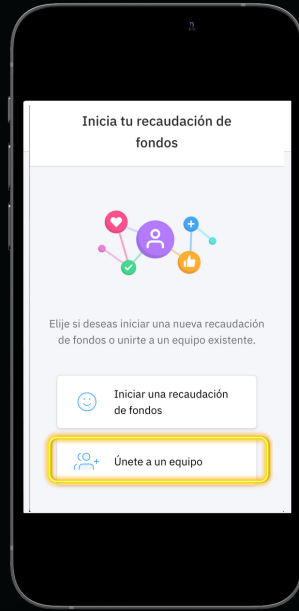 Inicia tu recaudación de
fondos
Elije si deseas iniciar una nueva recaudación
de fondos o unirte a un equipo existente.
Iniciar una recaudación
de fondos
Únete a un equipo